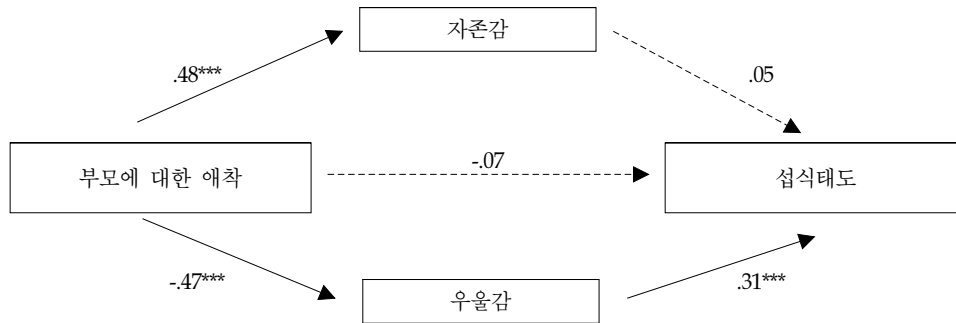 자존감
.48***
.05
부모에 대한 애착
-.07
섭식태도
-.47***
.31***
우울감